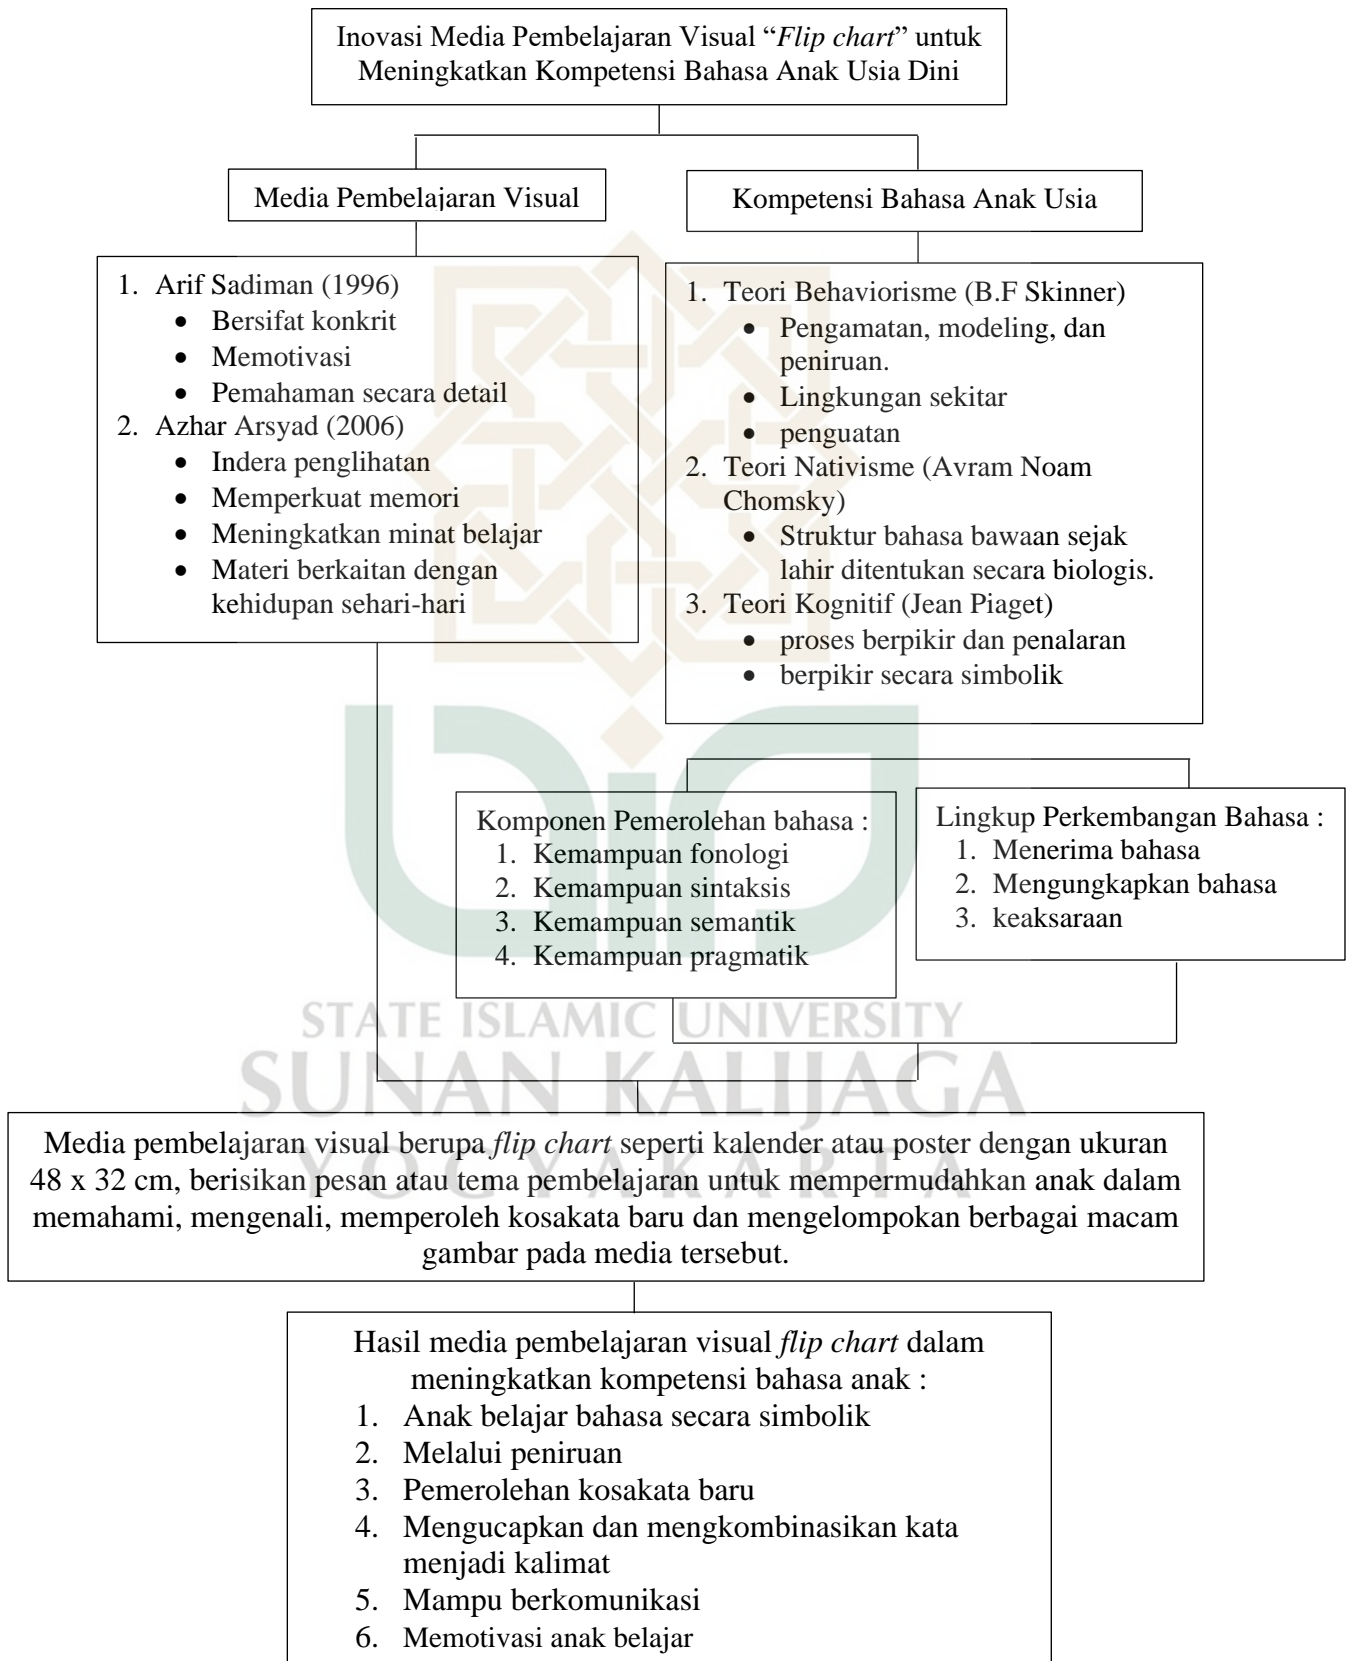 Inovasi Media Pembelajaran Visual “Flip chart” untuk
Meningkatkan Kompetensi Bahasa Anak Usia Dini
Media Pembelajaran Visual
Kompetensi Bahasa Anak Usia
1. Arif Sadiman (1996)
• Bersifat konkrit
• Memotivasi
• Pemahaman secara detail
2. Azhar Arsyad (2006)
• Indera penglihatan
• Memperkuat memori
• Meningkatkan minat belajar
• Materi berkaitan dengan
kehidupan sehari-hari
1. Teori Behaviorisme (B.F Skinner)
• Pengamatan, modeling, dan
peniruan.
• Lingkungan sekitar
• penguatan
2. Teori Nativisme (Avram Noam
Chomsky)
• Struktur bahasa bawaan sejak
lahir ditentukan secara biologis.
3. Teori Kognitif (Jean Piaget)
• proses berpikir dan penalaran
• berpikir secara simbolik
Komponen Pemerolehan bahasa :
1. Kemampuan fonologi
2. Kemampuan sintaksis
3. Kemampuan semantik
4. Kemampuan pragmatik
Lingkup Perkembangan Bahasa :
1. Menerima bahasa
2. Mengungkapkan bahasa
3. keaksaraan
STATE ISLAMIC UNIVERSITY
SUNAN KALIJAGA
YOGYAKARTA
Media pembelajaran visual berupa flip chart seperti kalender atau poster dengan ukuran
48 x 32 cm, berisikan pesan atau tema pembelajaran untuk mempermudahkan anak dalam
memahami, mengenali, memperoleh kosakata baru dan mengelompokan berbagai macam
gambar pada media tersebut.
Hasil media pembelajaran visual flip chart dalam
meningkatkan kompetensi bahasa anak :
1. Anak belajar bahasa secara simbolik
2. Melalui peniruan
3. Pemerolehan kosakata baru
4. Mengucapkan dan mengkombinasikan kata
menjadi kalimat
5. Mampu berkomunikasi
6. Memotivasi anak belajar